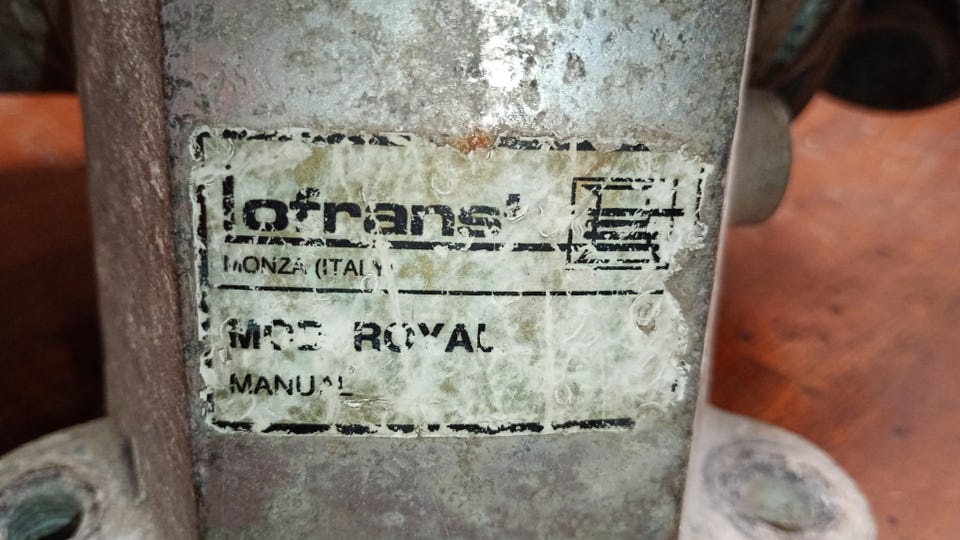 lofrans'
MONZA (ITALY)
MOD ROYAL
MANUAL